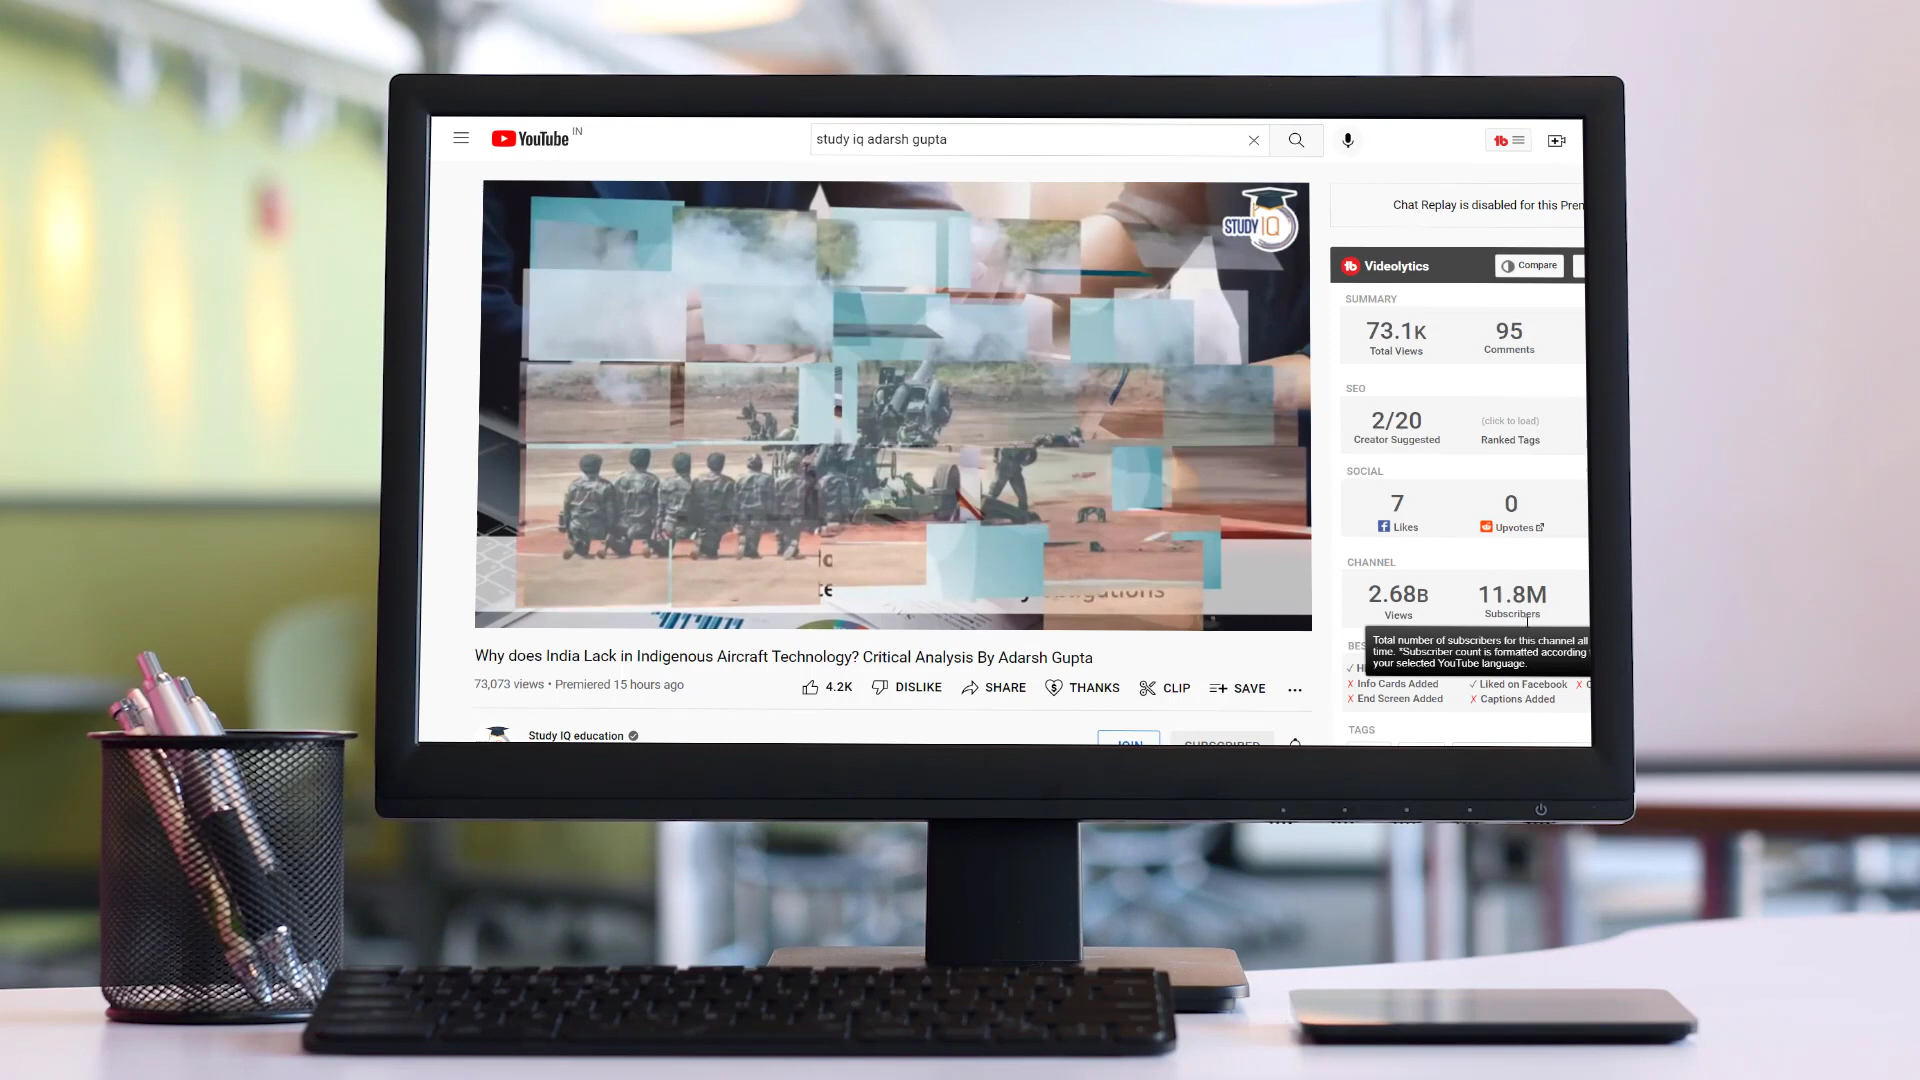 YouTube IN
study iq adarsh gupta
STUDY IQ
Chat Replay is disabled for this Prem
Videolytics
Compare
SUMMARY
73.1K
Total Views
95
Comments
SEO
2/20
Creator Suggested
(click to load)
Ranked Tags
SOCIAL
7
Likes
0
Upvotes
CHANNEL
2.68B
Views
11.8M
Subscribers
Total number of subscribers for this channel all
time. *Subscriber count is formatted according
your selected YouTube language.
Info Cards Added
Liked on Facebook
End Screen Added
Captions Added
TAGS
Why does India Lack in Indigenous Aircraft Technology? Critical Analysis By Adarsh Gupta
73,073 views • Premiered 15 hours ago
4.2K DISLIKE SHARE THANKS CLIP SAVE
Study IQ education
JOIN SUBSCRIBED